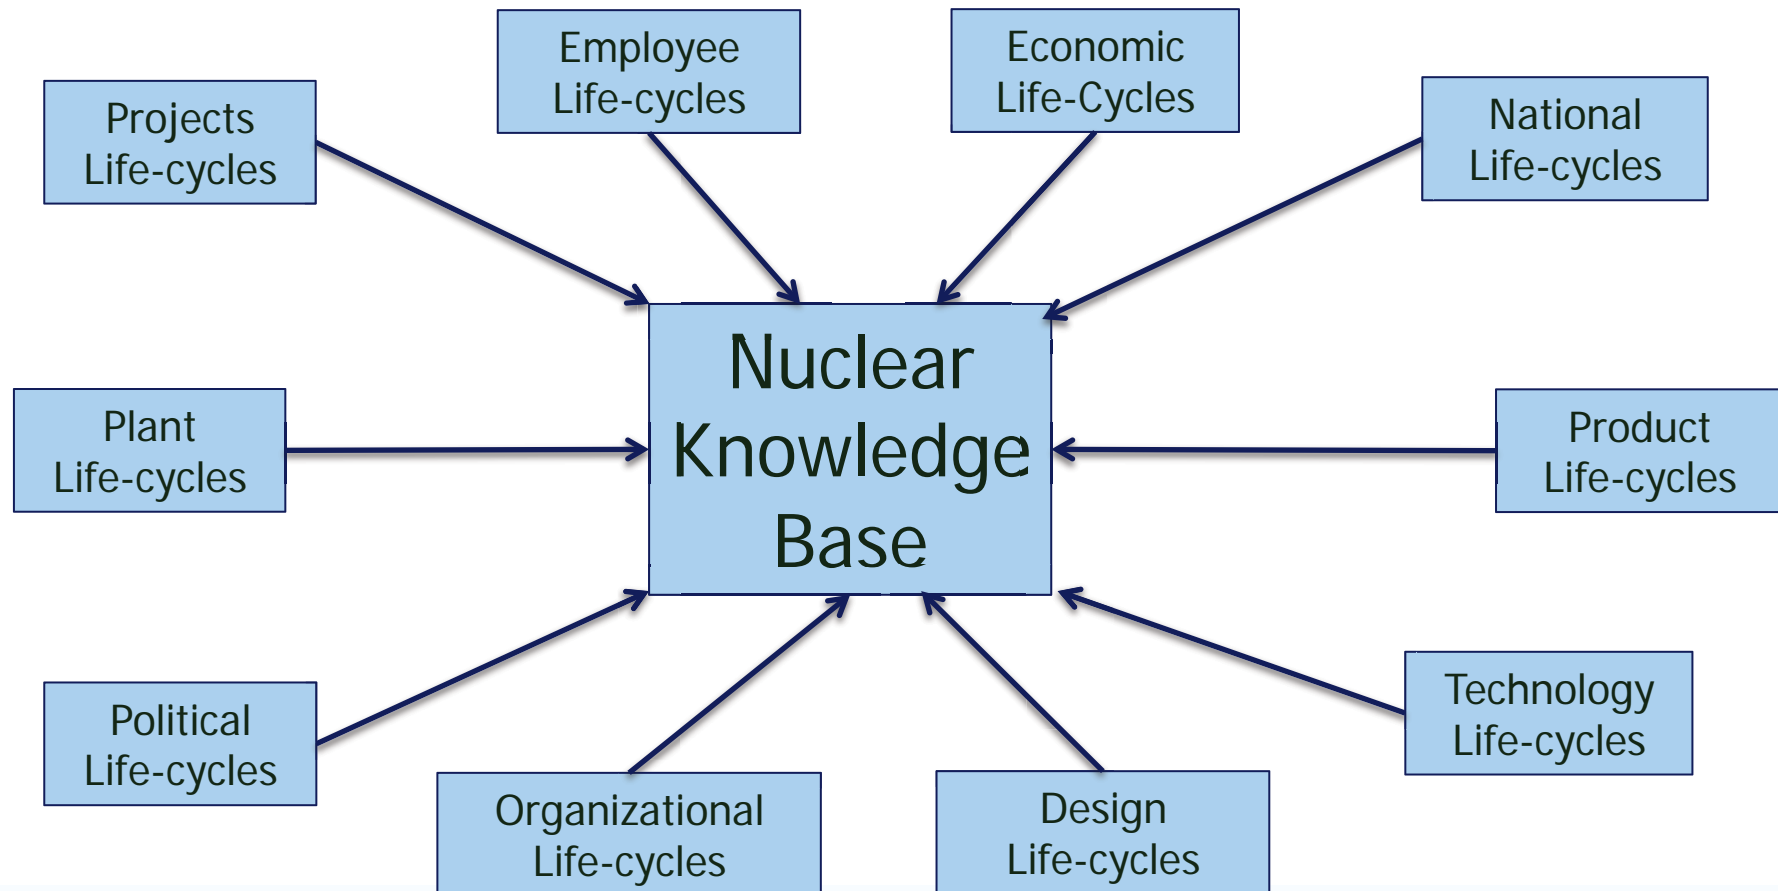 Employee
Life-cycles
Economic
Life-Cycles
Projects
Life-cycles
National
Life-cycles
Nuclear
Knowledge
Base
Plant
Life-cycles
Product
Life-cycles
Political
Life-cycles
Technology
Life-cycles
Organizational
Life-cycles
Design
Life-cycles